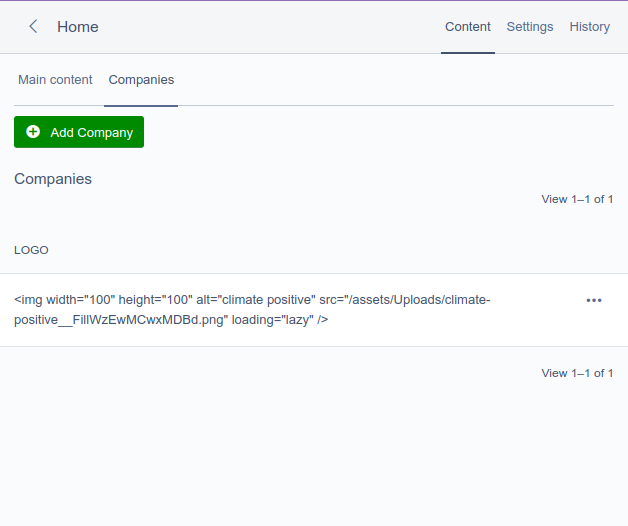 Home
Content Settings History
Main content Companies
Add Company
Companies
View 1–1 of 1
LOGO
<img width="100" height="100" alt="climate positive" src="/assets/Uploads/climate-
positive__FillWzEwMCwxMDBd.png" loading="lazy" />
View 1–1 of 1